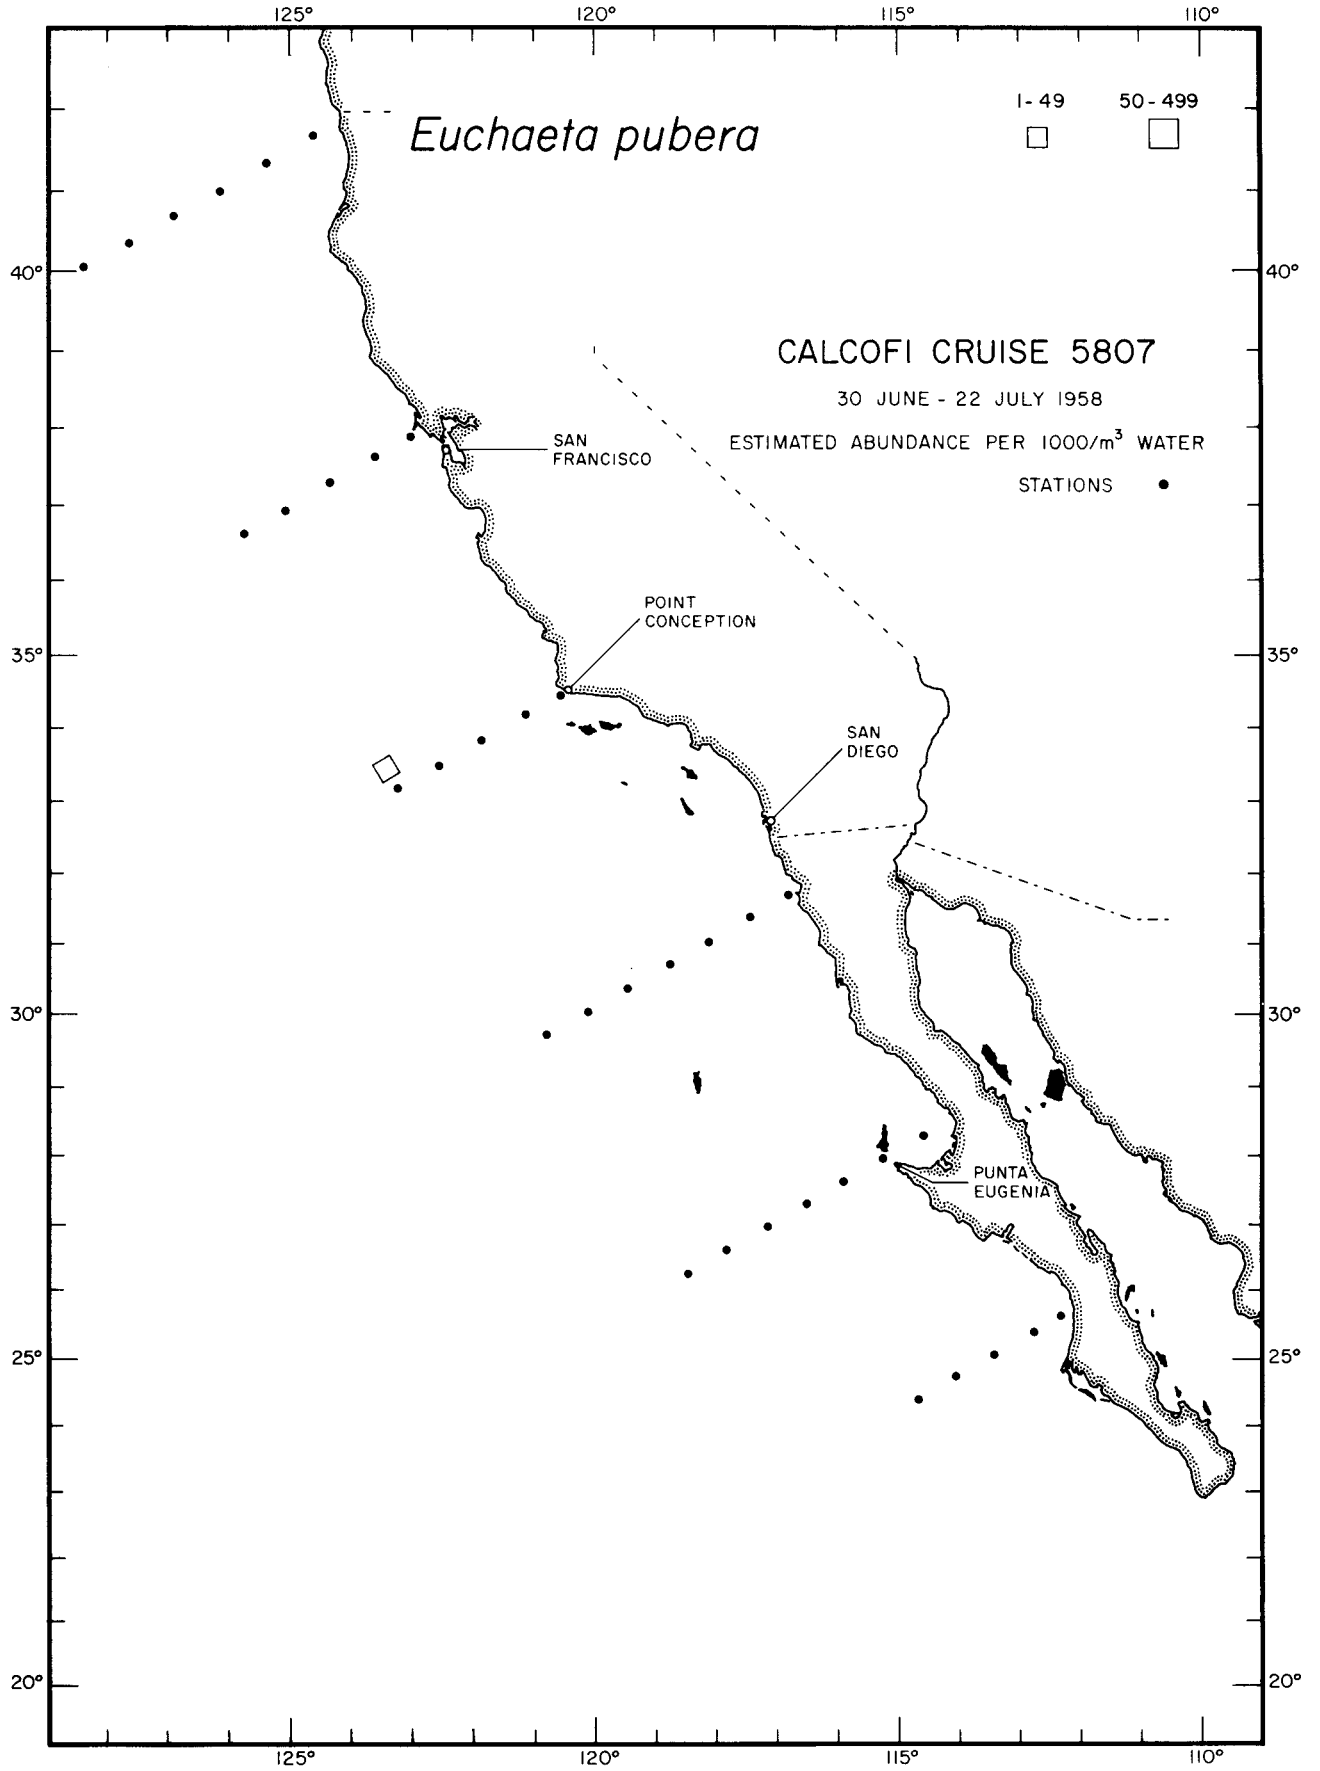 125° 120° 115° 110°
1-49 50-499
Euchaeta pubera
40° 40°
CALCOFI CRUISE 5807
30 JUNE - 22 JULY 1958
ESTIMATED ABUNDANCE PER 1000/m³ WATER
STATIONS
SAN
FRANCISCO
POINT
CONCEPTION
35° 35°
SAN
DIEGO
30° 30°
PUNTA
EUGENIA
25° 25°
20° 20°
125° 120° 115° 110°